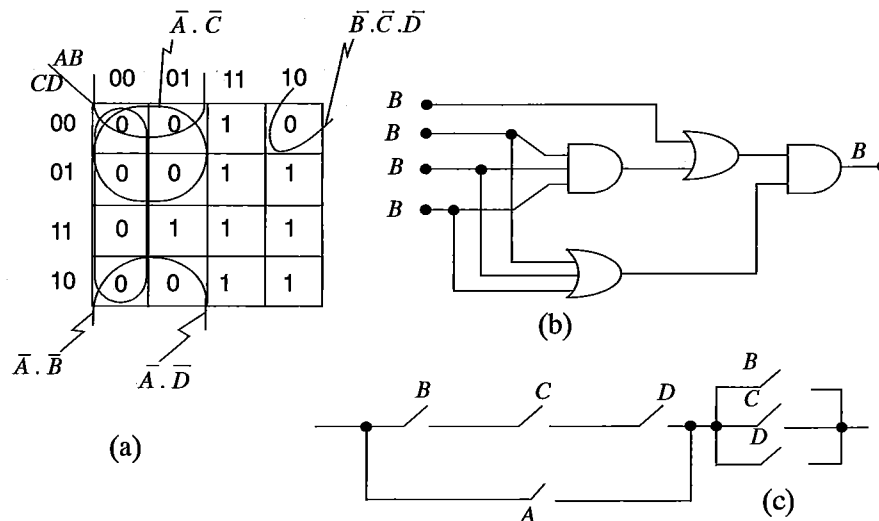 A̅ . C̅
B̅ . C̅ . D̅
AB
CD
00 01 11 10
00 0 0 1 0
01 0 0 1 1
11 0 1 1 1
10 0 0 1 1
A̅ . B̅
A̅ . D̅
(a)
B
B
B
B
B
(b)
B C D
A
B
C
D
(c)